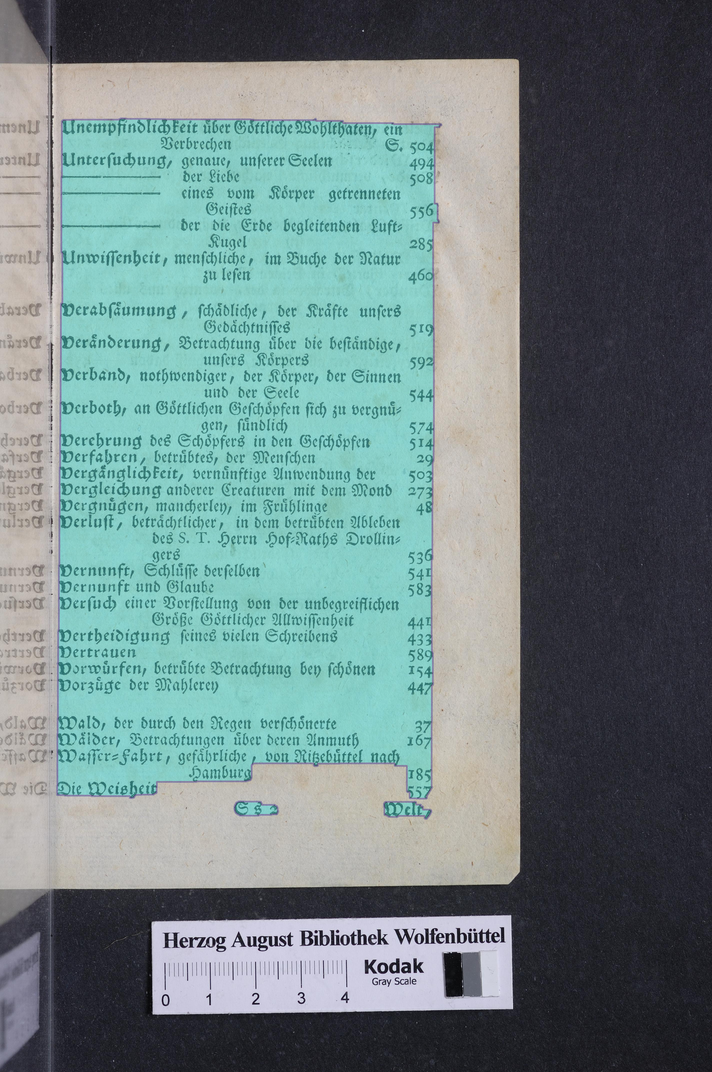 Unempfindlichkeit über Göttliche Wohlthaten, ein
Verbrechen S. 504
Untersuchung, genaue, unserer Seelen 494
——— der Liebe 508
——— eines vom Körper getrenneten
Geistes 556
——— der die Erde begleitenden Luft-
Kugel 285
Unwissenheit, menschliche, im Buche der Natur
zu lesen 460
Verabsäumung, schädliche, der Kräfte unsers
Gedächtnisses 519
Veränderung, Betrachtung über die beständige,
unsers Körpers 592
Verband, nothwendiger, der Körper, der Sinnen
und der Seele 544
Verboth, an Göttlichen Geschöpfen sich zu vergnü-
gen, sündlich 574
Verehrung des Schöpfers in den Geschöpfen 514
Verfahren, betrübtes, der Menschen 29
Vergänglichkeit, vernünftige Anwendung der 503
Vergleichung anderer Creaturen mit dem Mond 273
Vergnügen, mancherley, im Frühlinge 48
Verlust, beträchtlicher, in dem betrübten Ableben
des S. T. Herrn Hof-Raths Drollin-
gers 536
Vernunft, Schlüsse derselben 541
Vernunft und Glaube 583
Versuch einer Vorstellung von der unbegreiflichen
Größe Göttlicher Allwissenheit 441
Vertheidigung seines vielen Schreibens 433
Vertrauen 589
Vorwürfen, betrübte Betrachtung bey schönen 154
Vorzüge der Mahlerey 447
Wald, der durch den Regen verschönerte 37
Wälder, Betrachtungen über deren Anmuth 167
Wasser-Fahrt, gefährliche, von Ritzebüttel nach
Hamburg 185
Die Weisheit 557
S s 2 Welt,
Herzog August Bibliothek Wolfenbüttel
0 1 2 3 4
Kodak
Gray Scale